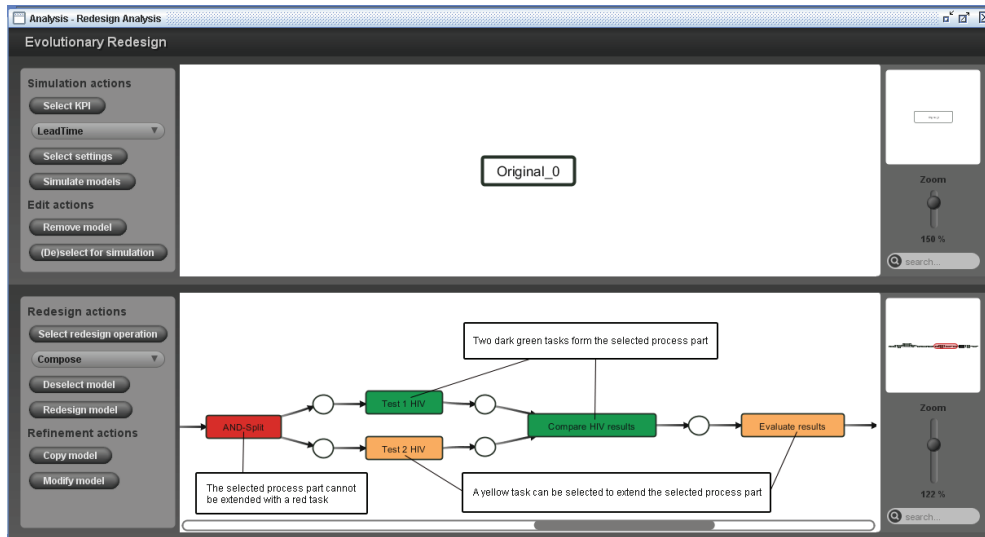 Analysis - Redesign Analysis
Evolutionary Redesign
Simulation actions
Select KPI
LeadTime
Select settings
Simulate models
Edit actions
Remove model
(De)select for simulation
Original_0
Zoom
150 %
search...
Redesign actions
Select redesign operation
Compose
Deselect model
Redesign model
Refinement actions
Copy model
Modify model
Two dark green tasks form the selected process part
Test 1 HIV
AND-Split
Compare HIV results
Evaluate results
Test 2 HIV
The selected process part cannot
be extended with a red task
A yellow task can be selected to extend the selected process part
Zoom
122 %
search...